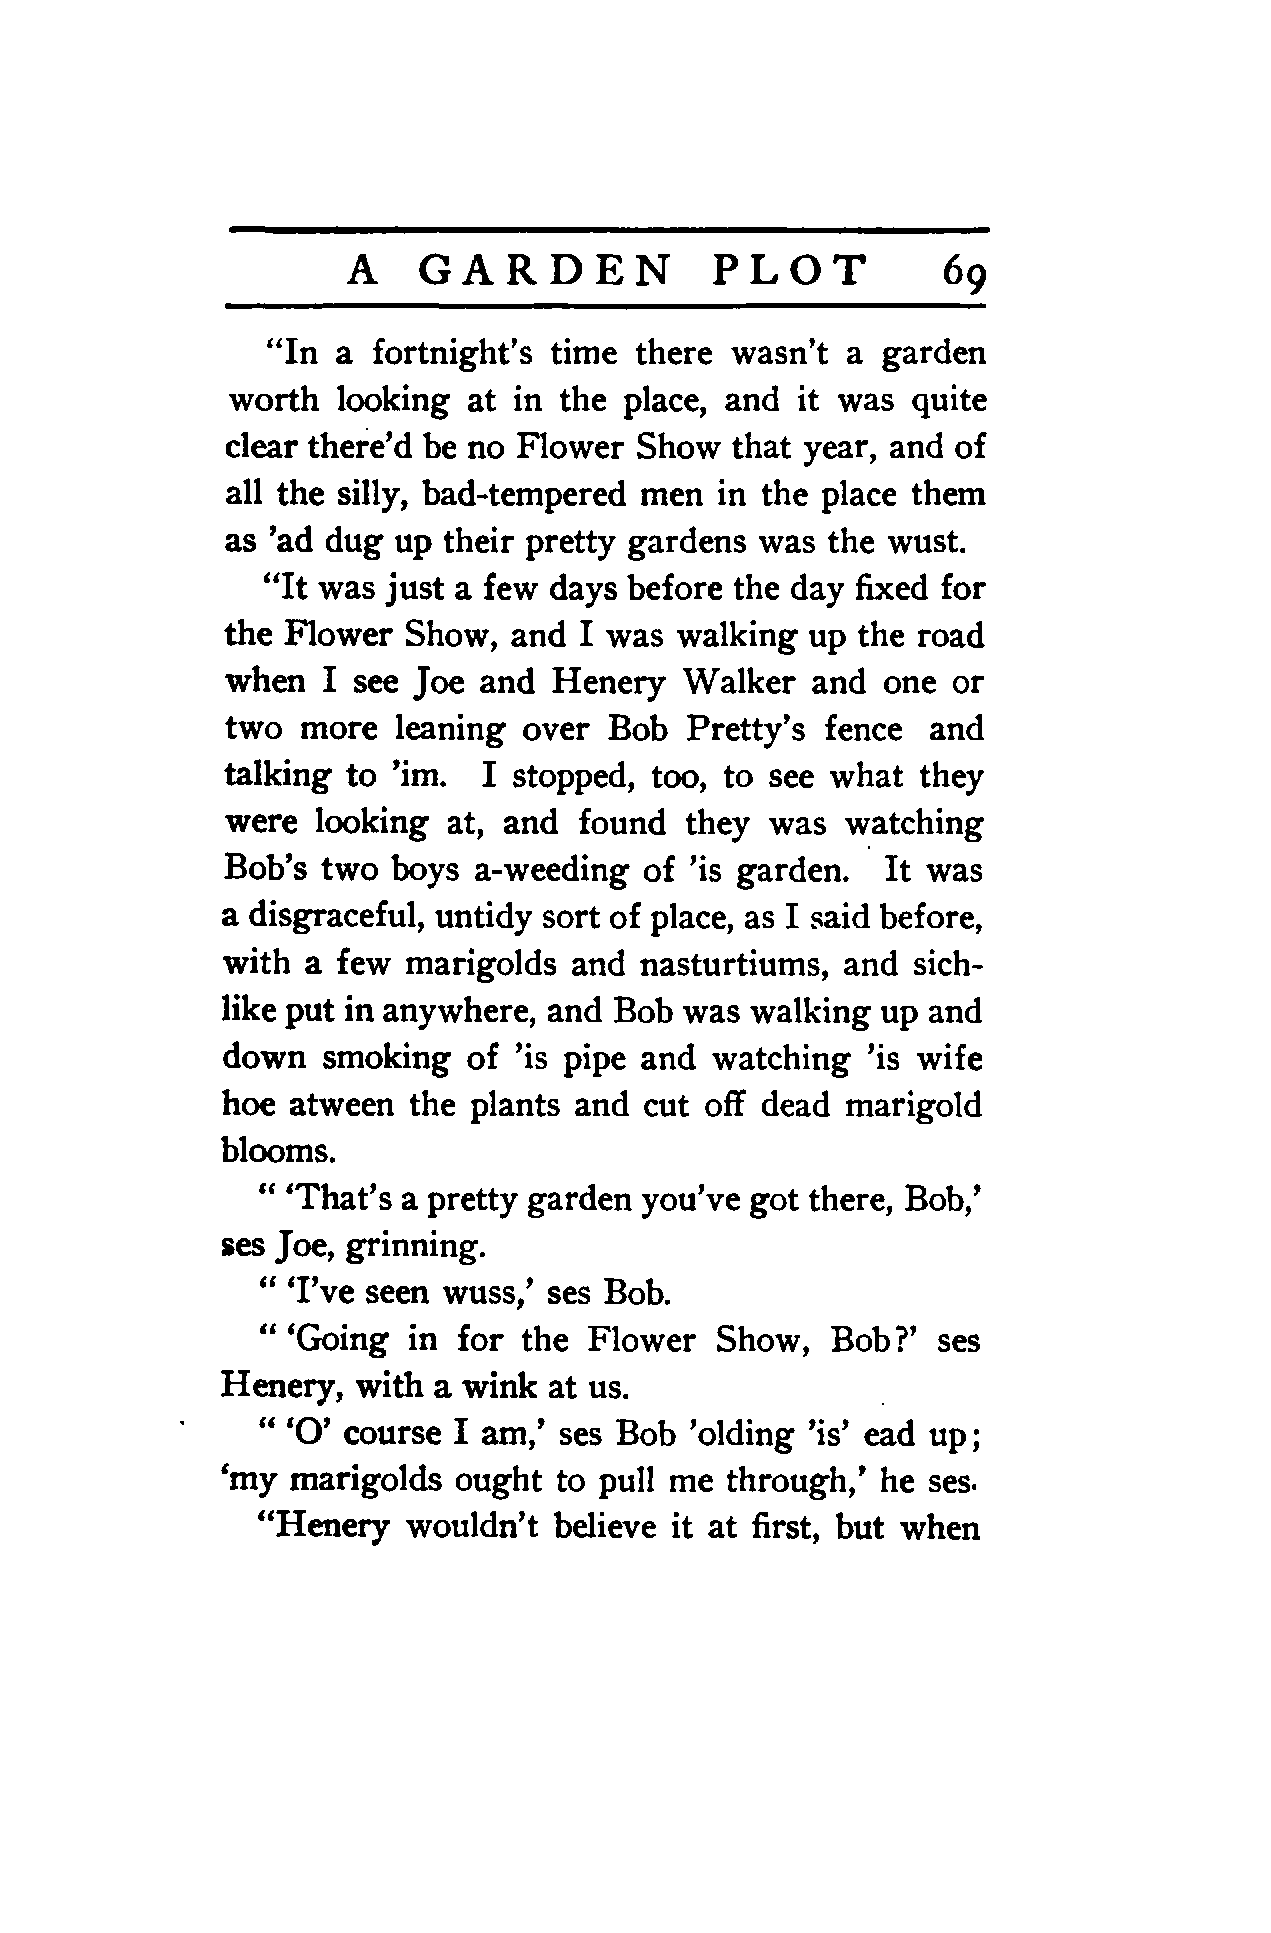 A GARDEN PLOT 69
“In a fortnight’s time there wasn’t a garden
worth looking at in the place, and it was quite
clear there’d be no Flower Show that year, and of
all the silly, bad-tempered men in the place them
as ’ad dug up their pretty gardens was the wust.
“It was just a few days before the day fixed for
the Flower Show, and I was walking up the road
when I see Joe and Henery Walker and one or
two more leaning over Bob Pretty’s fence and
talking to ’im. I stopped, too, to see what they
were looking at, and found they was watching
Bob’s two boys a-weeding of ’is garden. It was
a disgraceful, untidy sort of place, as I said before,
with a few marigolds and nasturtiums, and sich-
like put in anywhere, and Bob was walking up and
down smoking of ’is pipe and watching ’is wife
hoe atween the plants and cut off dead marigold
blooms.
“ ‘That’s a pretty garden you’ve got there, Bob,’
ses Joe, grinning.
“ ‘I’ve seen wuss,’ ses Bob.
“ ‘Going in for the Flower Show, Bob?’ ses
Henery, with a wink at us.
“ ‘O’ course I am,’ ses Bob ’olding ’is’ ead up;
‘my marigolds ought to pull me through,’ he ses.
“Henery wouldn’t believe it at first, but when